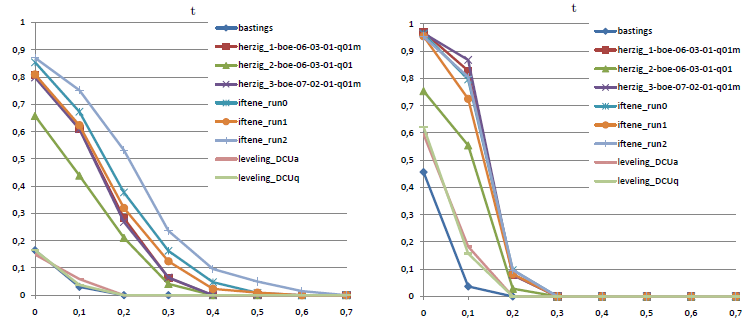 t
1
0,9
0,8
0,7
0,6
0,5
0,4
0,3
0,2
0,1
0
0 0,1 0,2 0,3 0,4 0,5 0,6 0,7
bastings
herzig_1-boe-06-03-01-q01m
herzig_2-boe-06-03-01-q01
herzig_3-boe-07-02-01-q01m
iftene_run0
iftene_run1
iftene_run2
leveling_DCUa
leveling_DCUq
t
1
0,9
0,8
0,7
0,6
0,5
0,4
0,3
0,2
0,1
0
0 0,1 0,2 0,3 0,4 0,5 0,6 0,7
bastings
herzig_1-boe-06-03-01-q01m
herzig_2-boe-06-03-01-q01
herzig_3-boe-07-02-01-q01m
iftene_run0
iftene_run1
iftene_run2
leveling_DCUa
leveling_DCUq